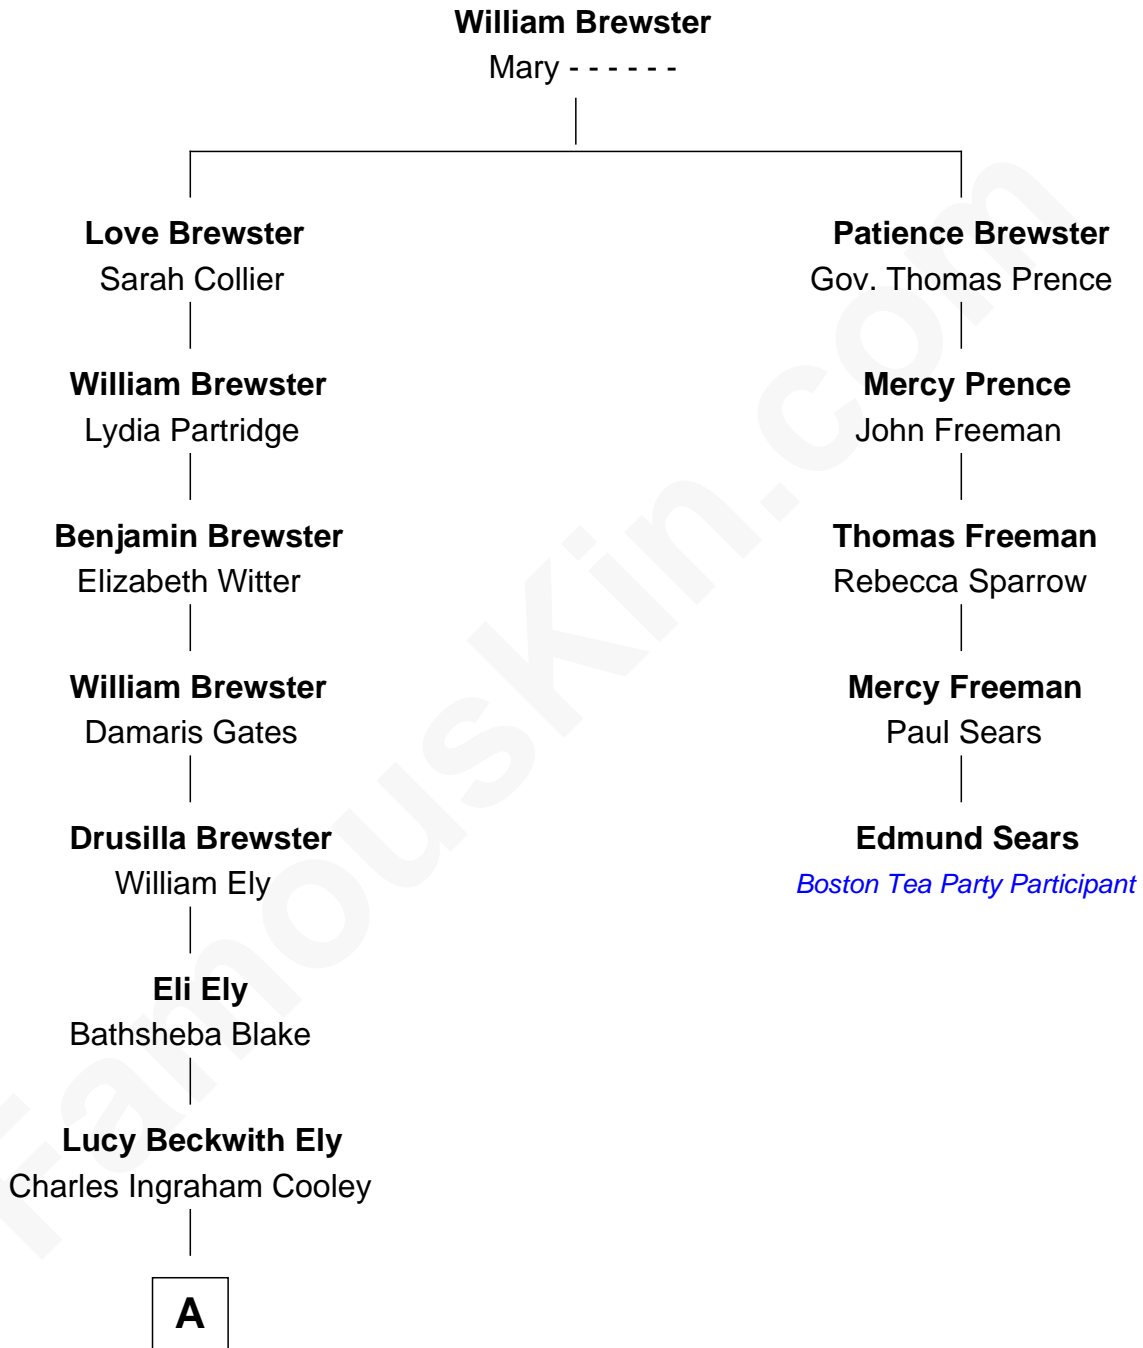 William Brewster
Mary - - - - - -
Love Brewster
Sarah Collier
Patience Brewster
Gov. Thomas Prence
William Brewster
Lydia Partridge
Mercy Prence
John Freeman
Benjamin Brewster
Elizabeth Witter
Thomas Freeman
Rebecca Sparrow
William Brewster
Damaris Gates
Mercy Freeman
Paul Sears
Drusilla Brewster
William Ely
Edmund Sears
Boston Tea Party Participant
Eli Ely
Bathsheba Blake
Lucy Beckwith Ely
Charles Ingraham Cooley
A
FamousKin.com